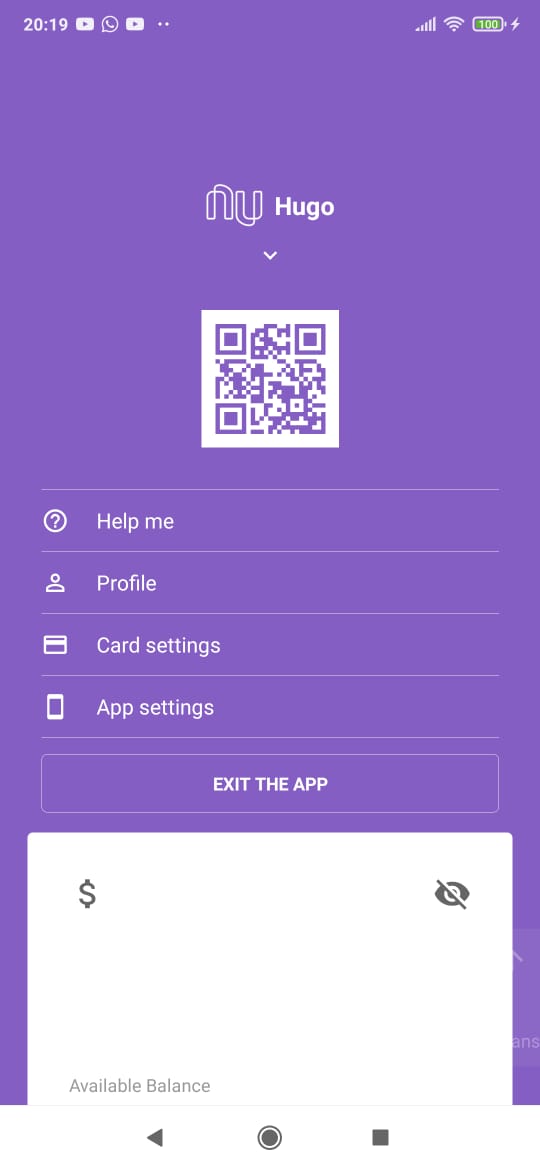 20:19
100
nu Hugo
Help me
Profile
Card settings
App settings
EXIT THE APP
$
ans
Available Balance